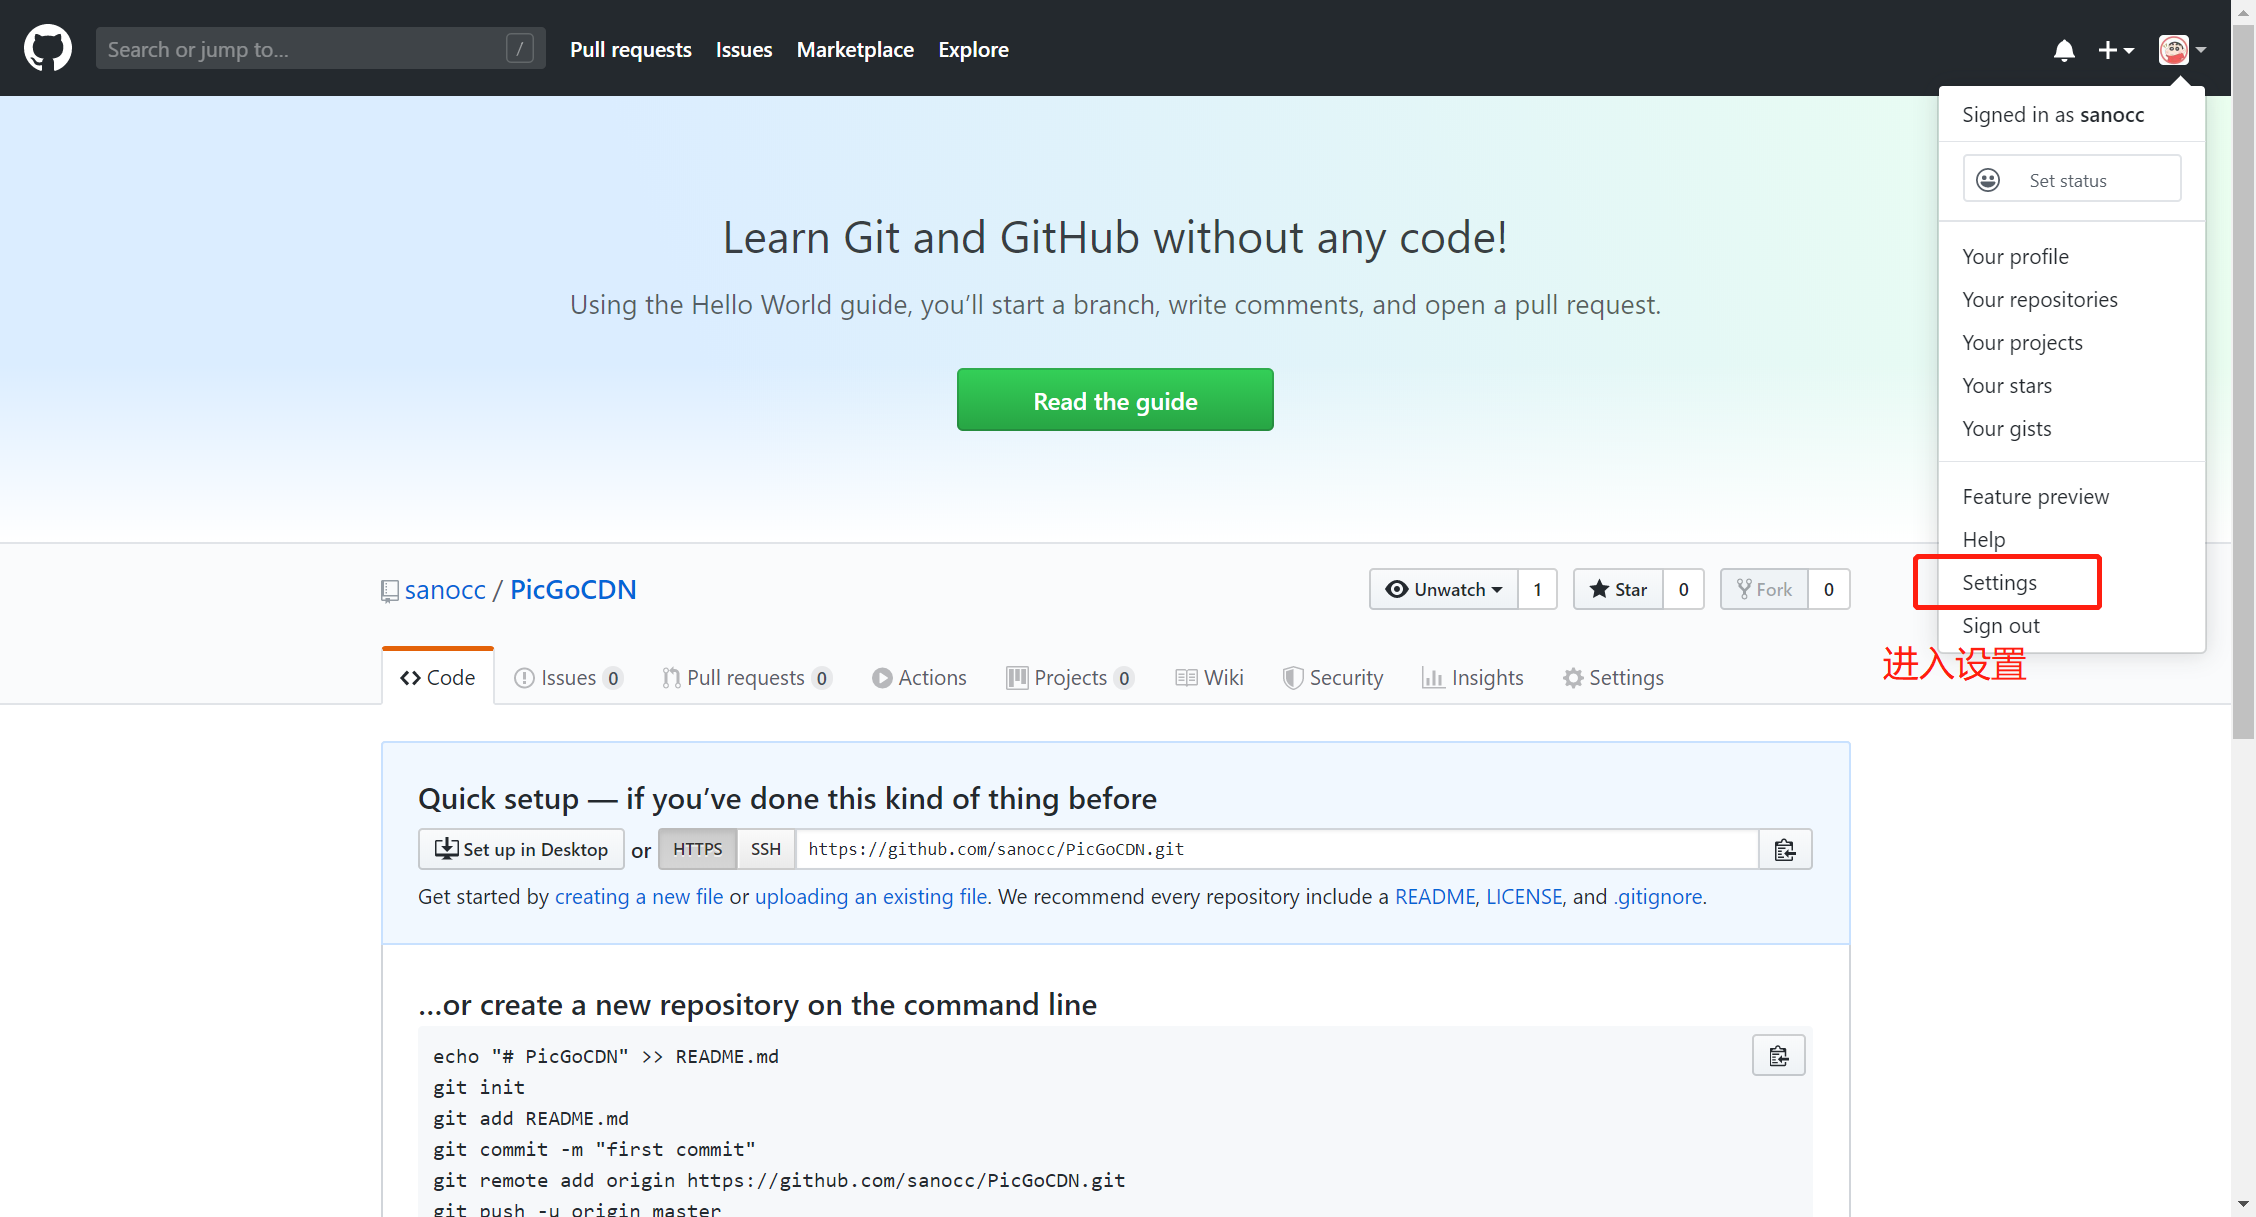 Search or jump to... /
Pull requests Issues Marketplace Explore
Signed in as sanocc
Set status
Your profile
Your repositories
Your projects
Your stars
Your gists
Feature preview
Help
Settings
Sign out
进入设置
Learn Git and GitHub without any code!
Using the Hello World guide, you’ll start a branch, write comments, and open a pull request.
Read the guide
sanocc / PicGoCDN
Unwatch 1 Star 0 Fork 0
Code Issues 0 Pull requests 0 Actions Projects 0 Wiki Security Insights Settings
Quick setup — if you’ve done this kind of thing before
Set up in Desktop or HTTPS SSH https://github.com/sanocc/PicGoCDN.git
Get started by creating a new file or uploading an existing file. We recommend every repository include a README, LICENSE, and .gitignore.
…or create a new repository on the command line
echo "# PicGoCDN" >> README.md
git init
git add README.md
git commit -m "first commit"
git remote add origin https://github.com/sanocc/PicGoCDN.git
git push -u origin master